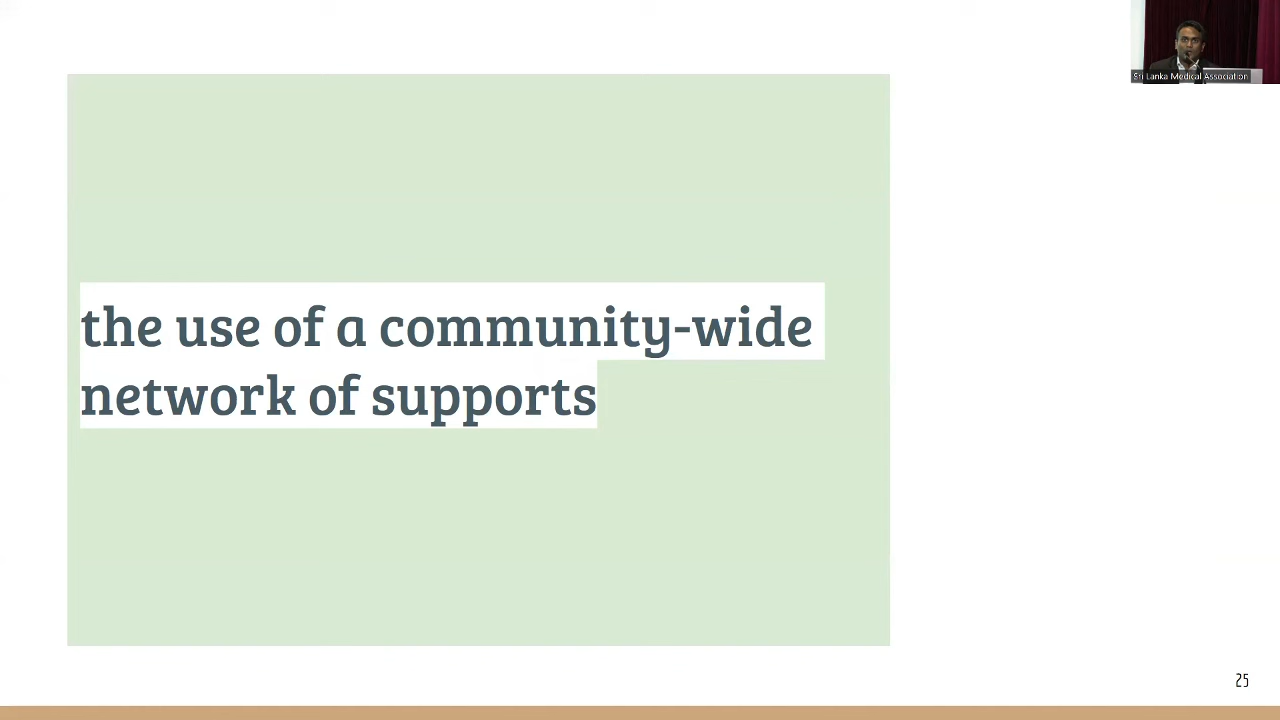 Sri Lanka Medical Association
the use of a community-wide
network of supports
25